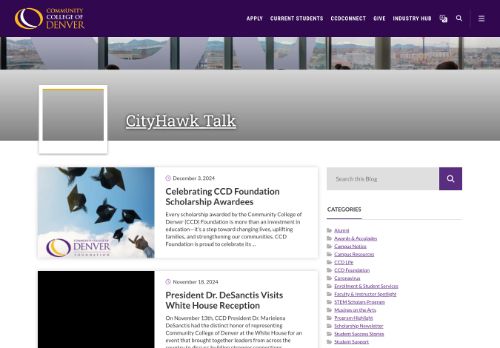 COMMUNITY
COLLEGE OF
DENVER
APPLY CURRENT STUDENTS CCDCONNECT GIVE INDUSTRY HUB
CityHawk Talk
December 3, 2024
Celebrating CCD Foundation
Scholarship Awardees
Every scholarship awarded by the Community College of
Denver (CCD) Foundation is more than an investment in
education—it's a step toward changing lives, uplifting
families, and strengthening our communities. CCD
Foundation is proud to celebrate its ...
COMMUNITY COLLEGE OF
DENVER
FOUNDATION
November 18, 2024
President Dr. DeSanctis Visits
White House Reception
On November 13th, CCD President Dr. Marielena
DeSanctis had the distinct honor of representing
Community College of Denver at the White House for an
event that brought together leaders from across the
Search this Blog
CATEGORIES
Alumni
Awards & Accolades
Campus Notice
Campus Resources
CCD Life
CCD Foundation
Coronavirus
Enrollment & Student Services
Faculty & Instructor Spotlight
STEM Scholars Program
Musings on the Arts
Program Highlight
Scholarship Newsletter
Student Success Stories
Student Support